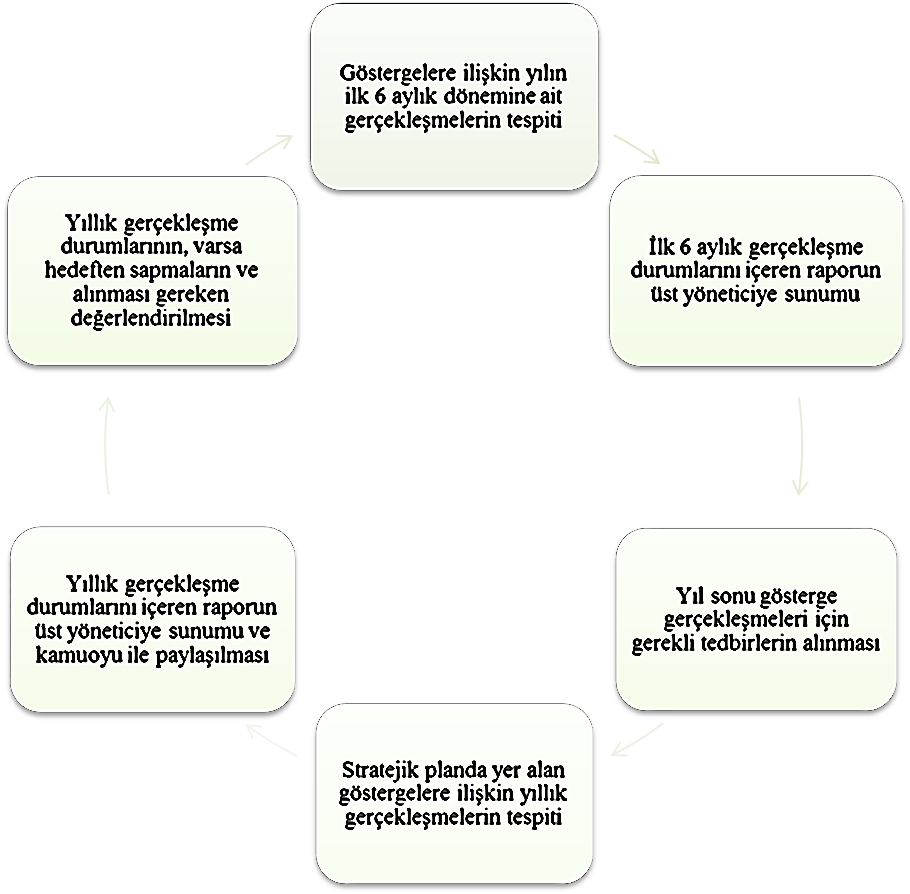 Göstergelere ilişkin yılın
ilk 6 aylık dönemine ait
gerçekleşmelerin tespiti
İlk 6 aylık gerçekleşme
durumlarını içeren raporun
üst yöneticiye sunumu
Yıl sonu gösterge
gerçekleşmeleri için
gerekli tedbirlerin alınması
Stratejik planda yer alan
göstergelere ilişkin yıllık
gerçekleşmelerin tespiti
Yıllık gerçekleşme
durumlarını içeren raporun
üst yöneticiye sunumu ve
kamuoyu ile paylaşılması
Yıllık gerçekleşme
durumlarının, varsa
hedeften sapmaların ve
alınması gereken
değerlendirilmesi